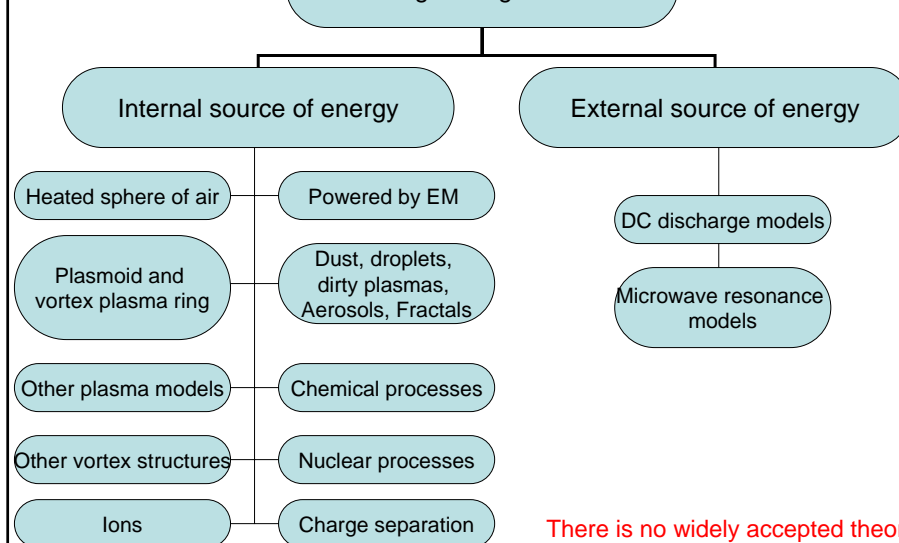 Internal source of energy
External source of energy
Heated sphere of air
Powered by EM
DC discharge models
Plasmoid and
vortex plasma ring
Dust, droplets,
dirty plasmas,
Aerosols, Fractals
Microwave resonance
models
Other plasma models
Chemical processes
Other vortex structures
Nuclear processes
Ions
Charge separation
There is no widely accepted